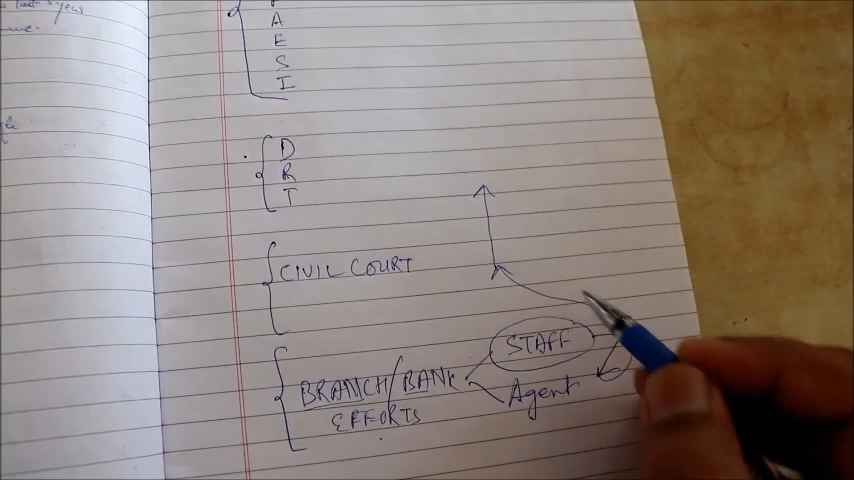 A
E
S
I
D
R
T
CIVIL COURT
STAFF
BRANCH/BANK
Agent
EFFORTS